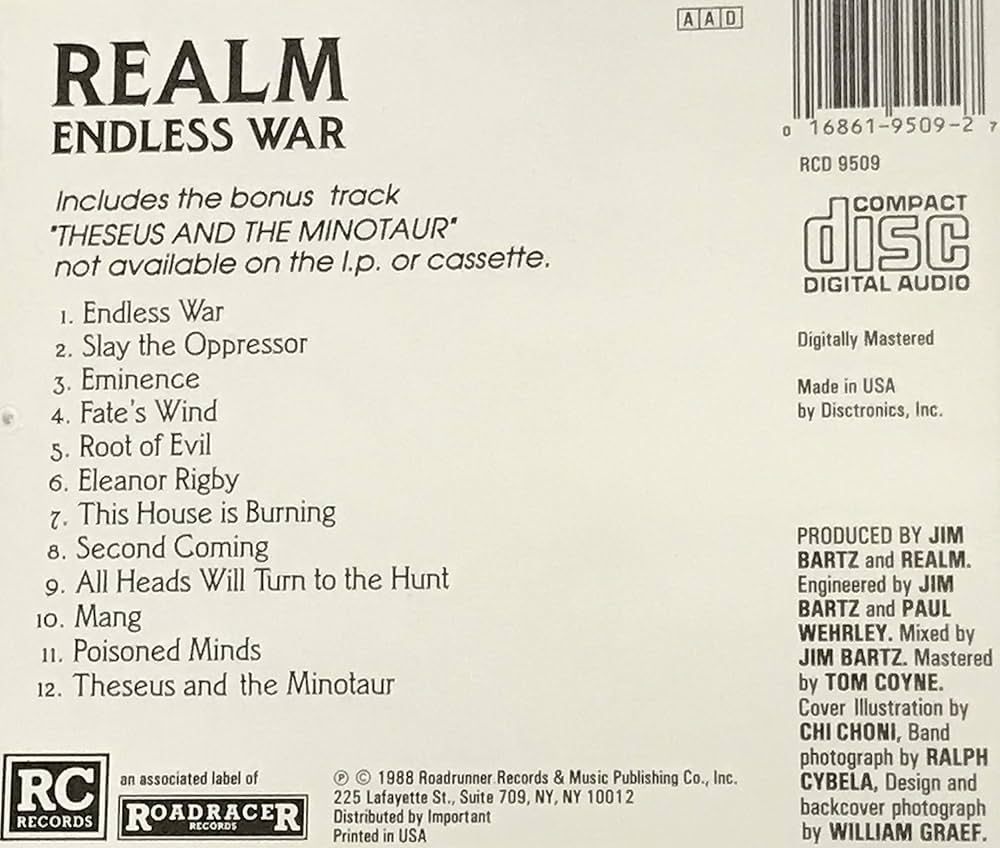 AAD
REALM
ENDLESS WAR
0 16861-9509-2 7
RCD 9509
Includes the bonus track
"THESEUS AND THE MINOTAUR"
not available on the l.p. or cassette.
COMPACT
disc
DIGITAL AUDIO
1. Endless War
2. Slay the Oppressor
3. Eminence
4. Fate's Wind
5. Root of Evil
6. Eleanor Rigby
7. This House is Burning
8. Second Coming
9. All Heads Will Turn to the Hunt
10. Mang
11. Poisoned Minds
12. Theseus and the Minotaur
Digitally Mastered
Made in USA
by Disctronics, Inc.
PRODUCED BY JIM
BARTZ and REALM.
Engineered by JIM
BARTZ and PAUL
WEHRLEY. Mixed by
JIM BARTZ. Mastered
by TOM COYNE.
Cover Illustration by
CHI CHONI, Band
photograph by RALPH
CYBELA, Design and
backcover photograph
by WILLIAM GRAEF.
RC
RECORDS
an associated label of
ROADRACER
RECORDS
℗ © 1988 Roadrunner Records & Music Publishing Co., Inc.
225 Lafayette St., Suite 709, NY, NY 10012
Distributed by Important
Printed in USA